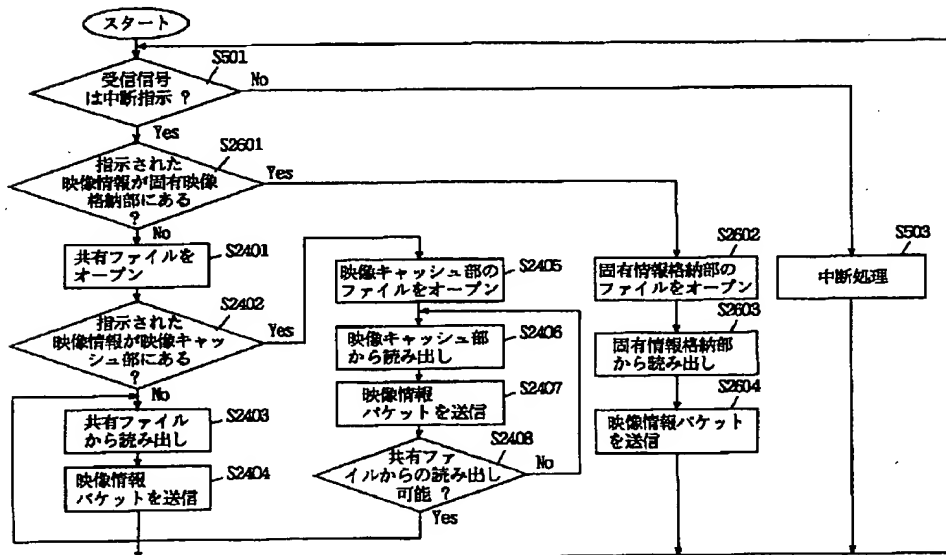 スタート
S501
受信信号
は中断指示 ?
No
Yes
S2601
指示された
映像情報が固有映像
格納部にある
?
Yes
No
S2401
共有ファイルを
オープン
S2402
指示された
映像情報が映像キャッ
シュ部にある
?
Yes
No
S2403
共有ファイル
から読み出し
S2404
映像情報
パケットを送信
S2405
映像キャッシュ部の
ファイルをオープン
S2406
映像キャッシュ部
から読み出し
S2407
映像情報
パケットを送信
S2408
共有ファ
イルからの読み出し
可能 ?
No
Yes
S2602
固有情報格納部の
ファイルをオープン
S2603
固有情報格納部
から読み出し
S2604
映像情報パケット
を送信
S503
中断処理